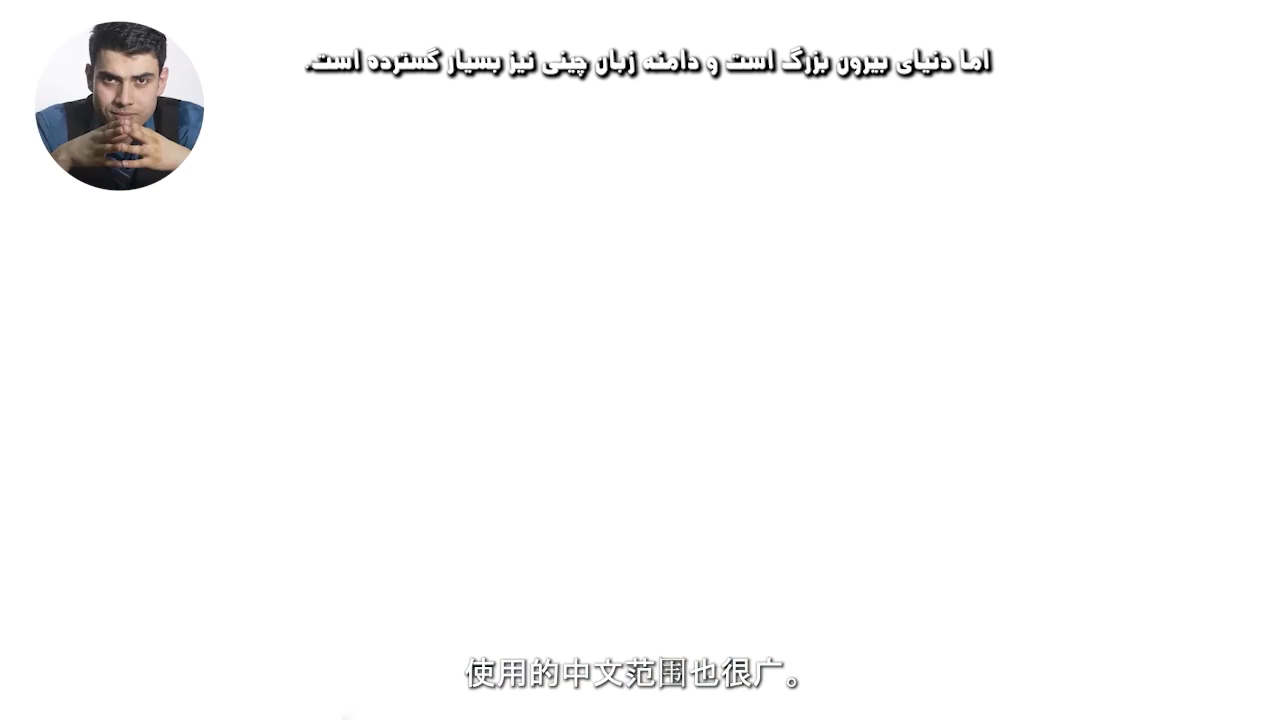 اما دنیای بیرون بزرگ است و دامنه زبان چینی نیز بسیار گسترده است.
使用的中文范围也很广。